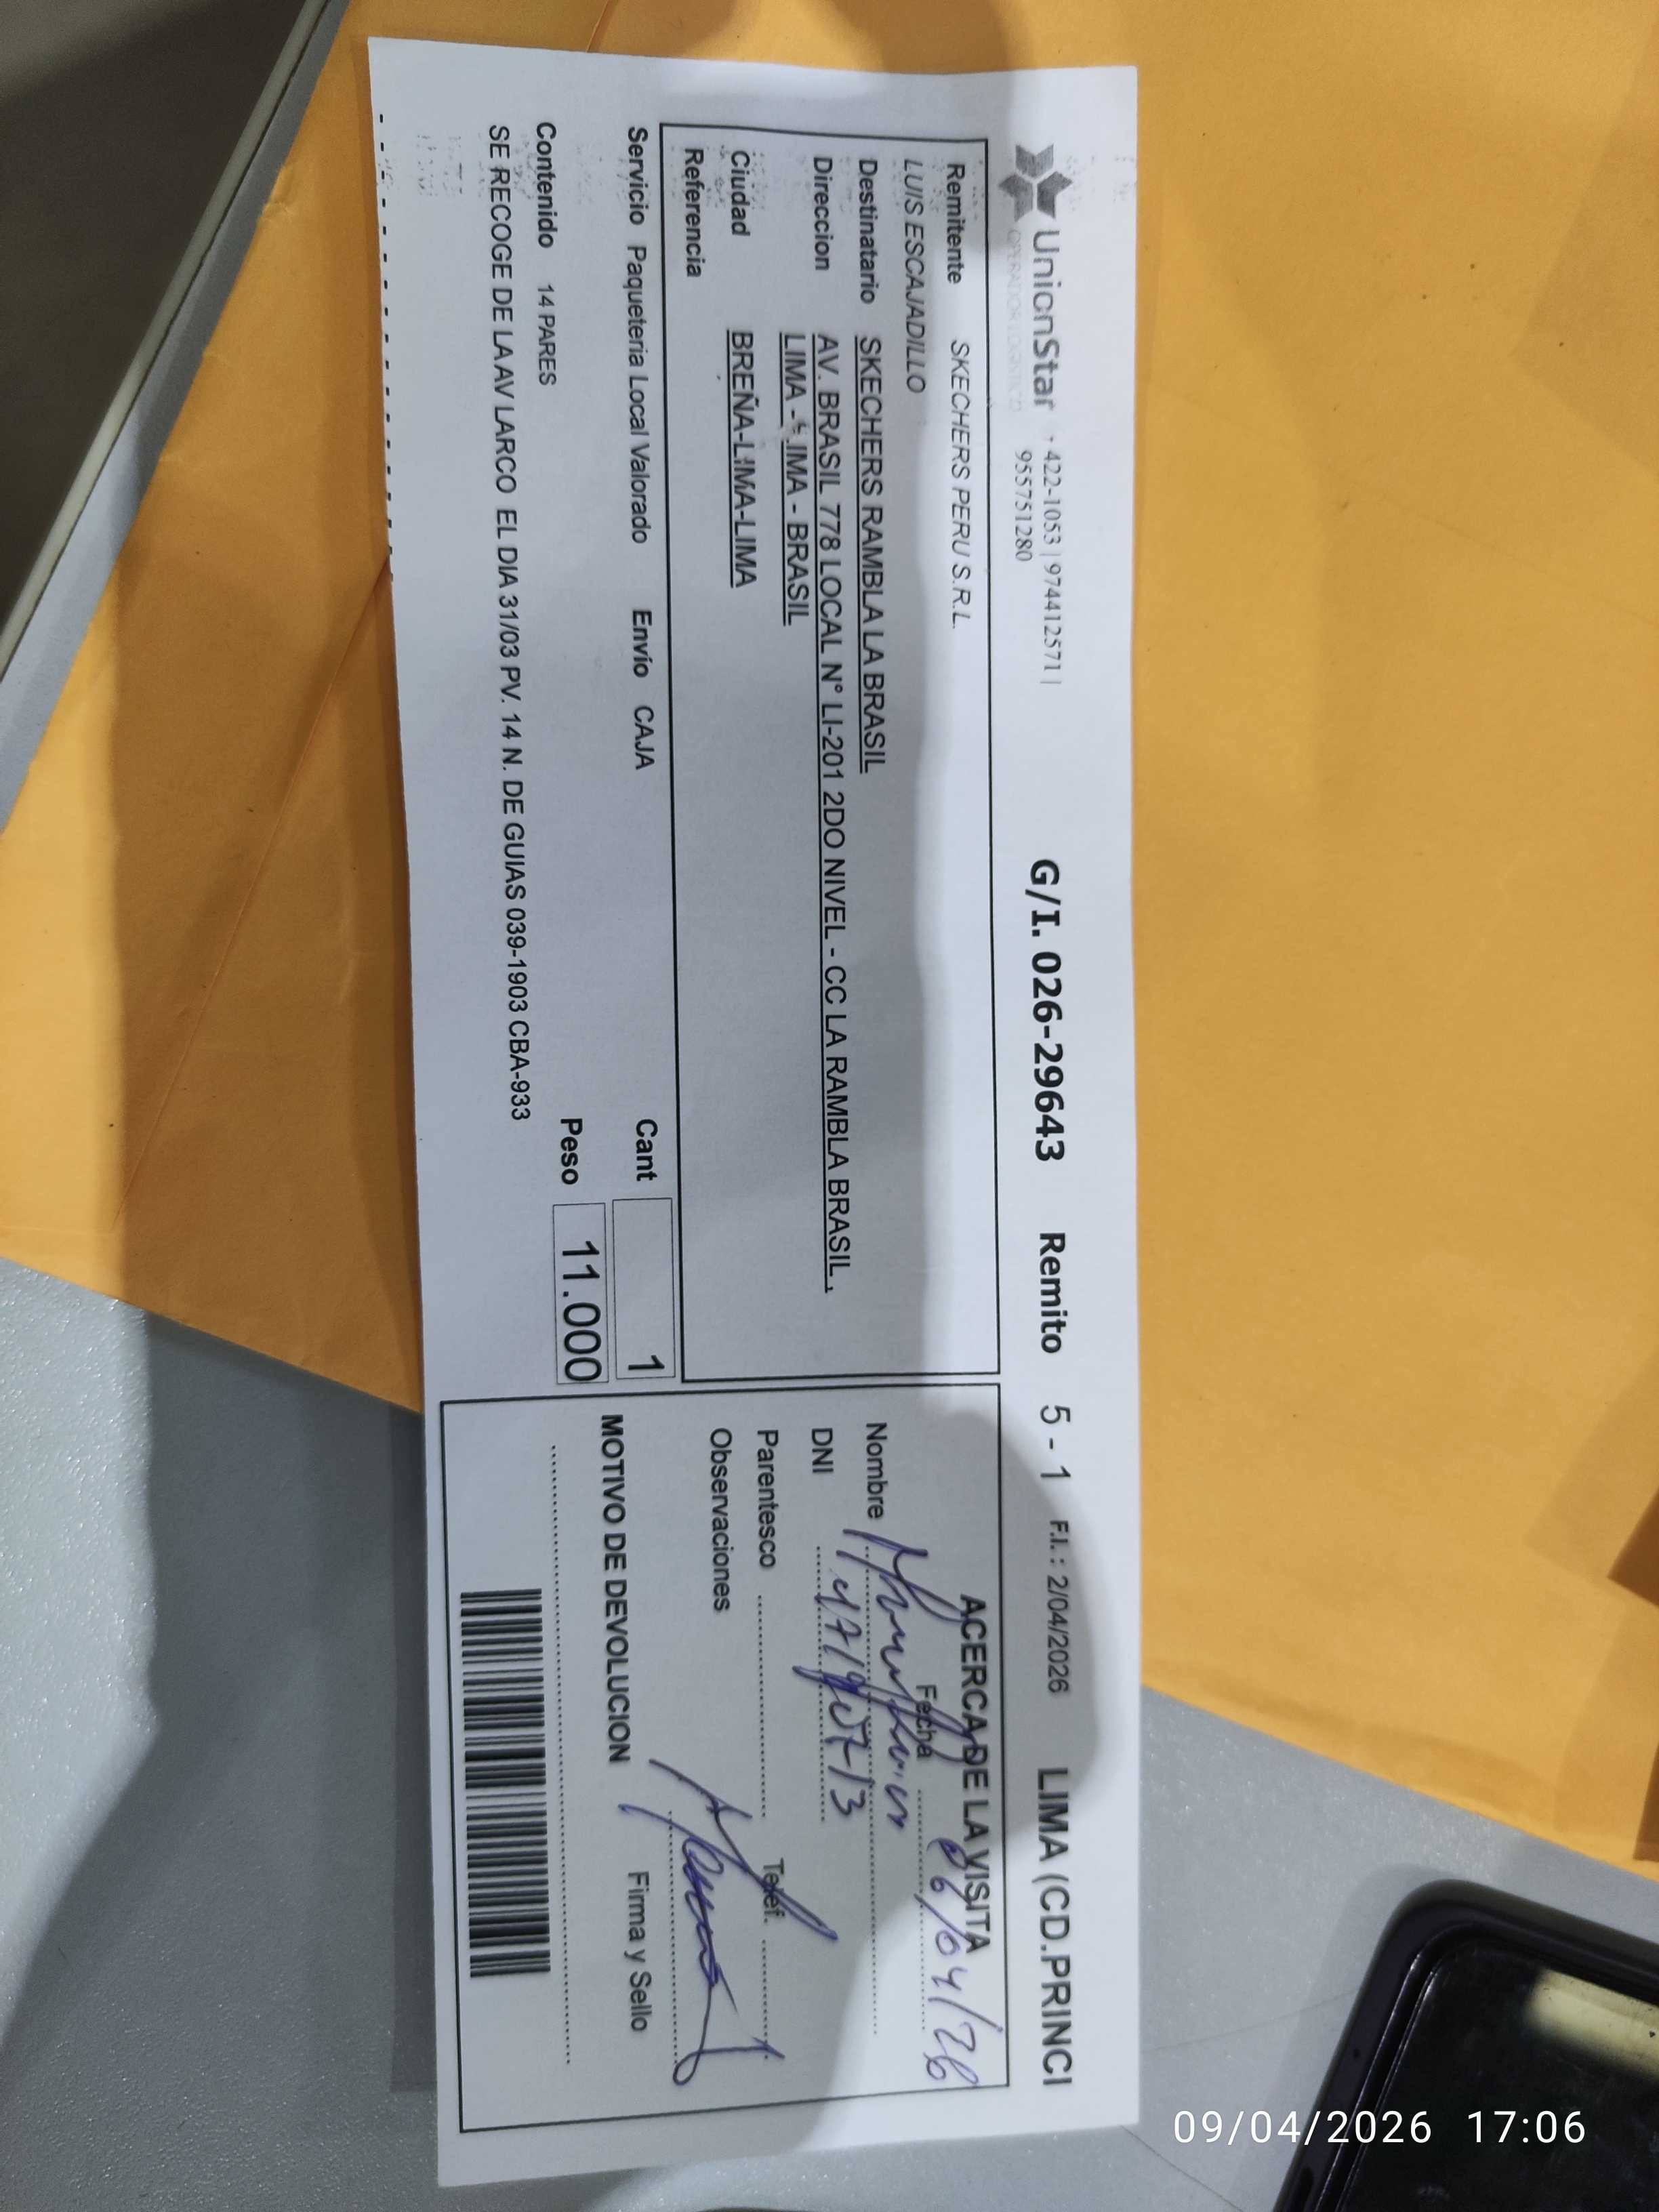 UnionStar 422-1053 | 974412571 | G/I. 026-29643 Remito 5 - 1 F.I. : 2/04/2026 LIMA (CD.PRINCI
OPERADOR LOGISTICO 955751280
Remitente SKECHERS PERU S.R.L.
LUIS ESCAJADILLO
Destinatario SKECHERS RAMBLA LA BRASIL
Direccion AV. BRASIL 778 LOCAL N° LI-201 2DO NIVEL - CC LA RAMBLA BRASIL,
LIMA - LIMA - BRASIL
Ciudad BREÑA-LIMA-LIMA
Referencia
Servicio Paqueteria Local Valorado Envío CAJA Cant 1
Contenido 14 PARES Peso 11.000
SE RECOGE DE LA AV LARCO EL DIA 31/03 PV. 14 N. DE GUIAS 039-1903 CBA-933
ACERCA DE LA VISITA
Fecha 06/04/26
Nombre
DNI
Parentesco Telef.
Observaciones
MOTIVO DE DEVOLUCION Firma y Sello
09/04/2026 17:06